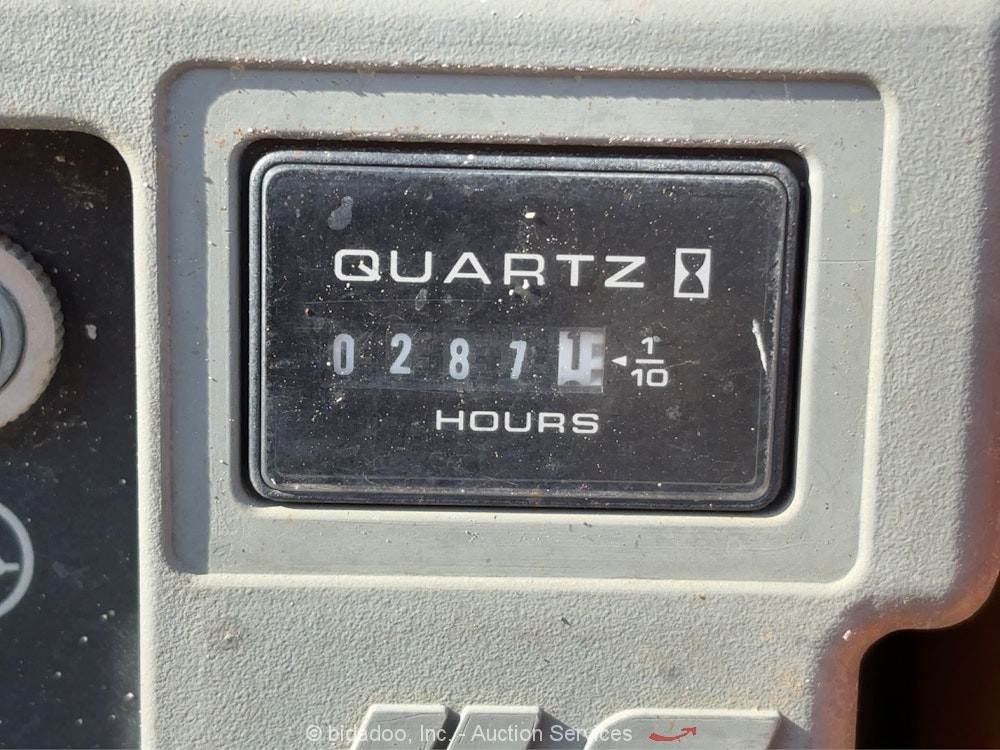 QUARTZ
0 2 8 7 1/10
HOURS
© bidadoo, Inc. - Auction Services